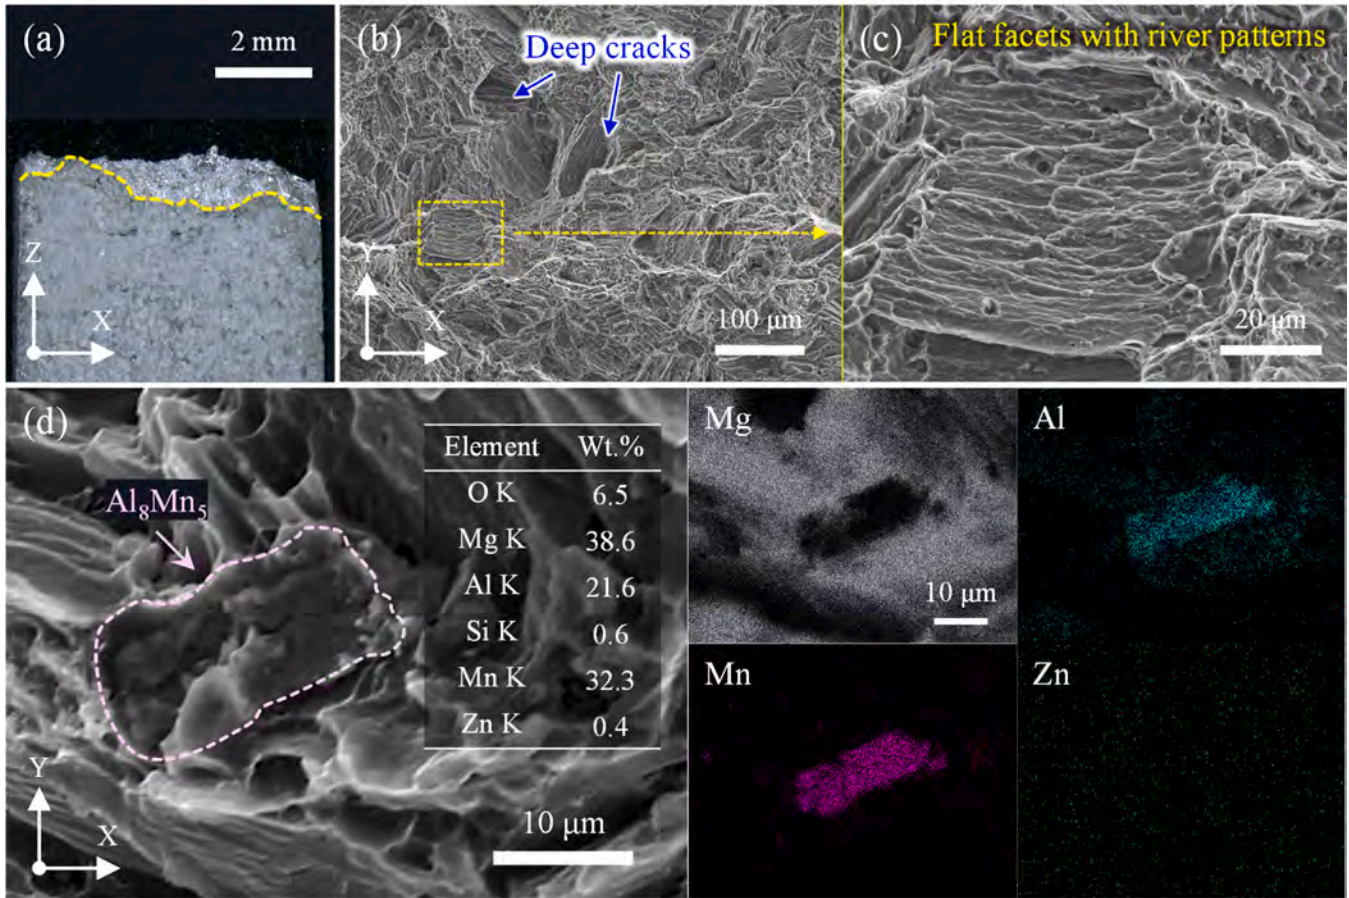 (a)
2 mm
Z
X
(b)
Deep cracks
Y
X
100 μm
(c)
Flat facets with river patterns
20 μm
(d)
Al₈Mn₅
Element Wt.%
O K 6.5
Mg K 38.6
Al K 21.6
Si K 0.6
Mn K 32.3
Zn K 0.4
Y
X
10 μm
Mg
10 μm
Al
Mn
Zn